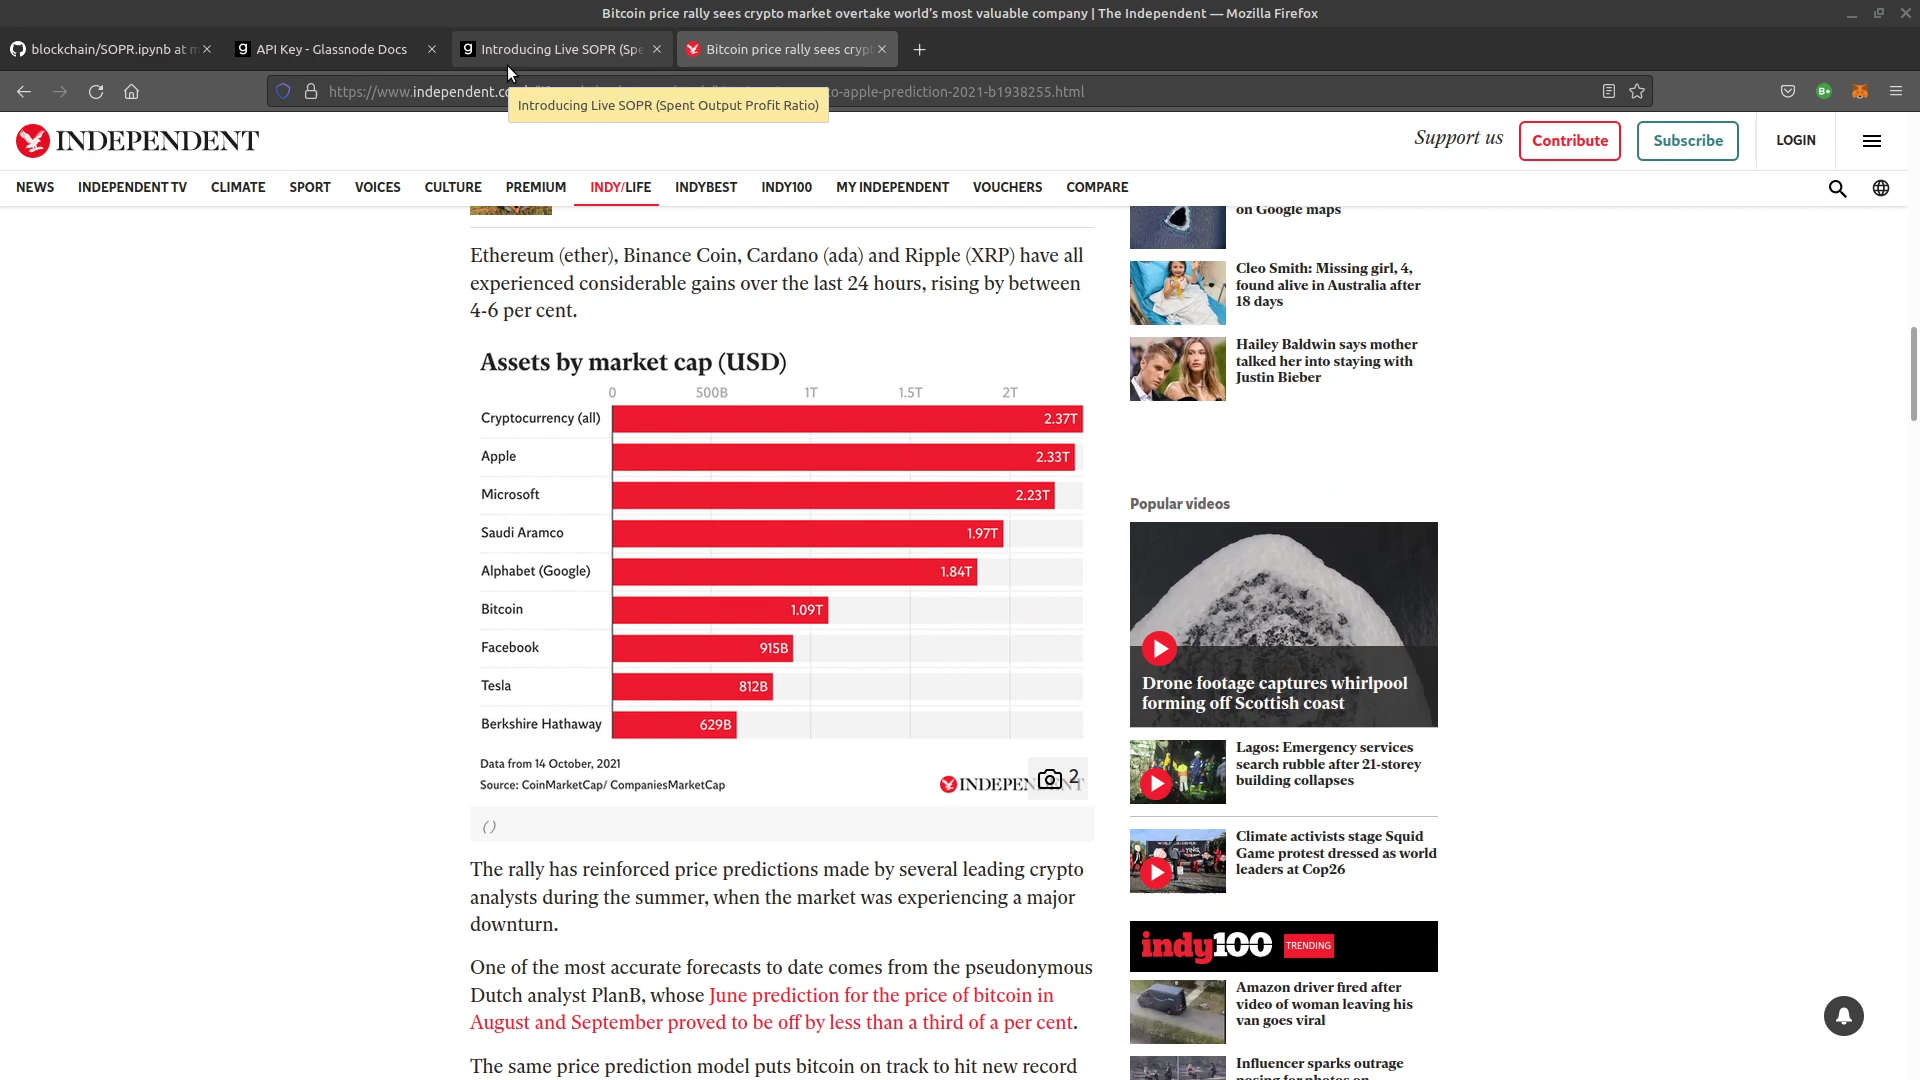 Bitcoin price rally sees crypto market overtake world's most valuable company | The Independent — Mozilla Firefox
blockchain/SOPR.ipynb at m
API Key - Glassnode Docs
Introducing Live SOPR (Spe
Bitcoin price rally sees crypt
https://www.independent.co
o-apple-prediction-2021-b1938255.html
Introducing Live SOPR (Spent Output Profit Ratio)
INDEPENDENT
Support us
Contribute
Subscribe
LOGIN
NEWS INDEPENDENT TV CLIMATE SPORT VOICES CULTURE PREMIUM INDY/LIFE INDYBEST INDY100 MY INDEPENDENT VOUCHERS COMPARE
Ethereum (ether), Binance Coin, Cardano (ada) and Ripple (XRP) have all
experienced considerable gains over the last 24 hours, rising by between
4-6 per cent.
Assets by market cap (USD)
0 500B 1T 1.5T 2T
Cryptocurrency (all) 2.37T
Apple 2.33T
Microsoft 2.23T
Saudi Aramco 1.97T
Alphabet (Google) 1.84T
Bitcoin 1.09T
Facebook 915B
Tesla 812B
Berkshire Hathaway 629B
Data from 14 October, 2021
Source: CoinMarketCap/ CompaniesMarketCap
INDEPENDENT
2
()
The rally has reinforced price predictions made by several leading crypto
analysts during the summer, when the market was experiencing a major
downturn.
One of the most accurate forecasts to date comes from the pseudonymous
Dutch analyst PlanB, whose June prediction for the price of bitcoin in
August and September proved to be off by less than a third of a per cent.
The same price prediction model puts bitcoin on track to hit new record
on Google maps
Cleo Smith: Missing girl, 4,
found alive in Australia after
18 days
Hailey Baldwin says mother
talked her into staying with
Justin Bieber
Popular videos
Drone footage captures whirlpool
forming off Scottish coast
Lagos: Emergency services
search rubble after 21-storey
building collapses
Climate activists stage Squid
Game protest dressed as world
leaders at Cop26
indy100 TRENDING
Amazon driver fired after
video of woman leaving his
van goes viral
Influencer sparks outrage
posing for photos on